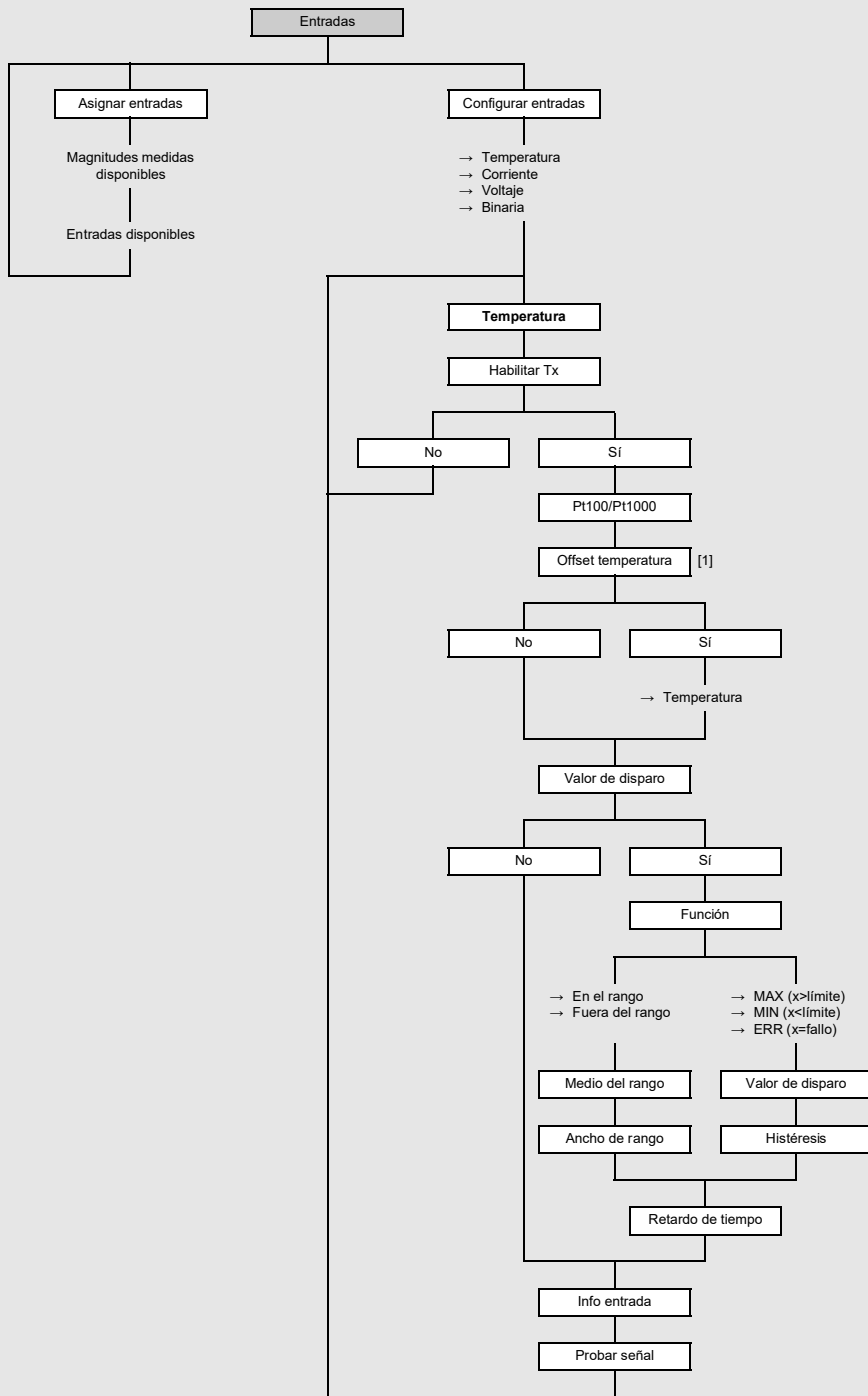 Entradas
Asignar entradas
Configurar entradas
Magnitudes medidas
disponibles
Entradas disponibles
→ Temperatura
→ Corriente
→ Voltaje
→ Binaria
Temperatura
Habilitar Tx
No
Sí
Pt100/Pt1000
Offset temperatura [1]
No
Sí
→ Temperatura
Valor de disparo
No
Sí
Función
→ En el rango
→ Fuera del rango
→ MAX (x>límite)
→ MIN (x<límite)
→ ERR (x=fallo)
Medio del rango
Valor de disparo
Ancho de rango
Histéresis
Retardo de tiempo
Info entrada
Probar señal